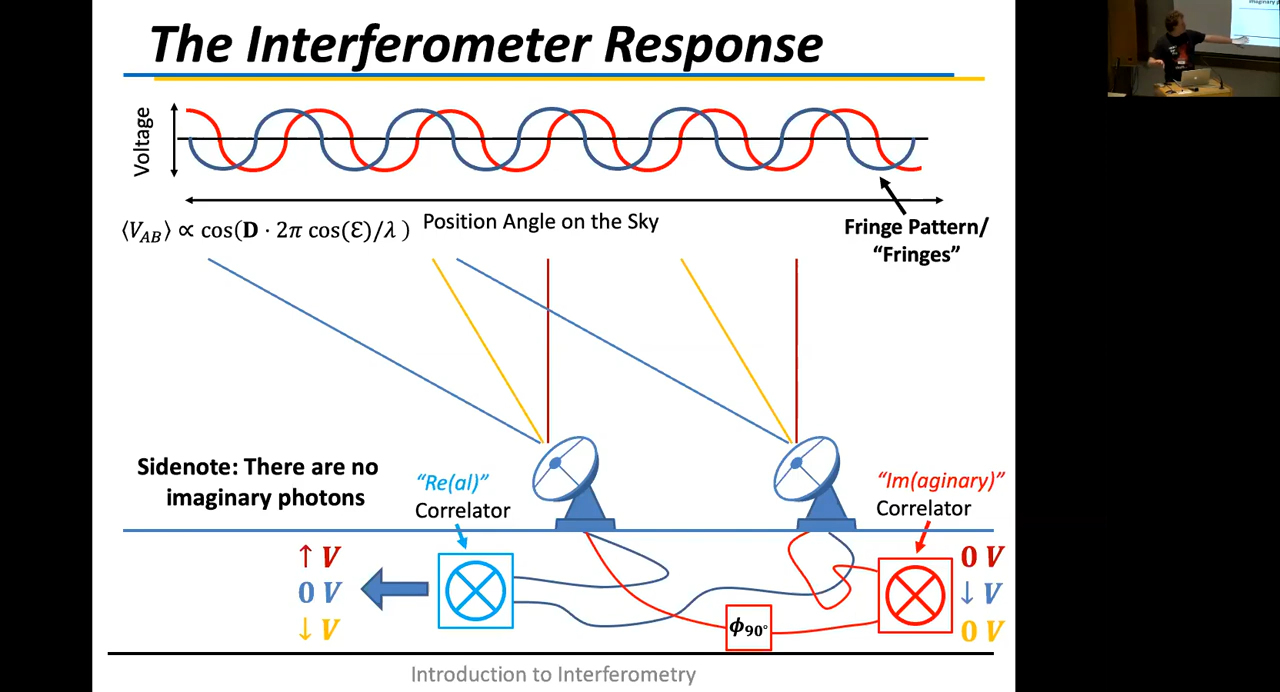 The Interferometer Response
Voltage
⟨V_AB⟩ ∝ cos(D · 2π cos(Ɛ)/λ )
Position Angle on the Sky
Fringe Pattern/
“Fringes”
Sidenote: There are no
imaginary photons
“Re(al)”
Correlator
“Im(aginary)”
Correlator
↑ V
0 V
↓ V
ϕ90°
0 V
↓ V
0 V
Introduction to Interferometry